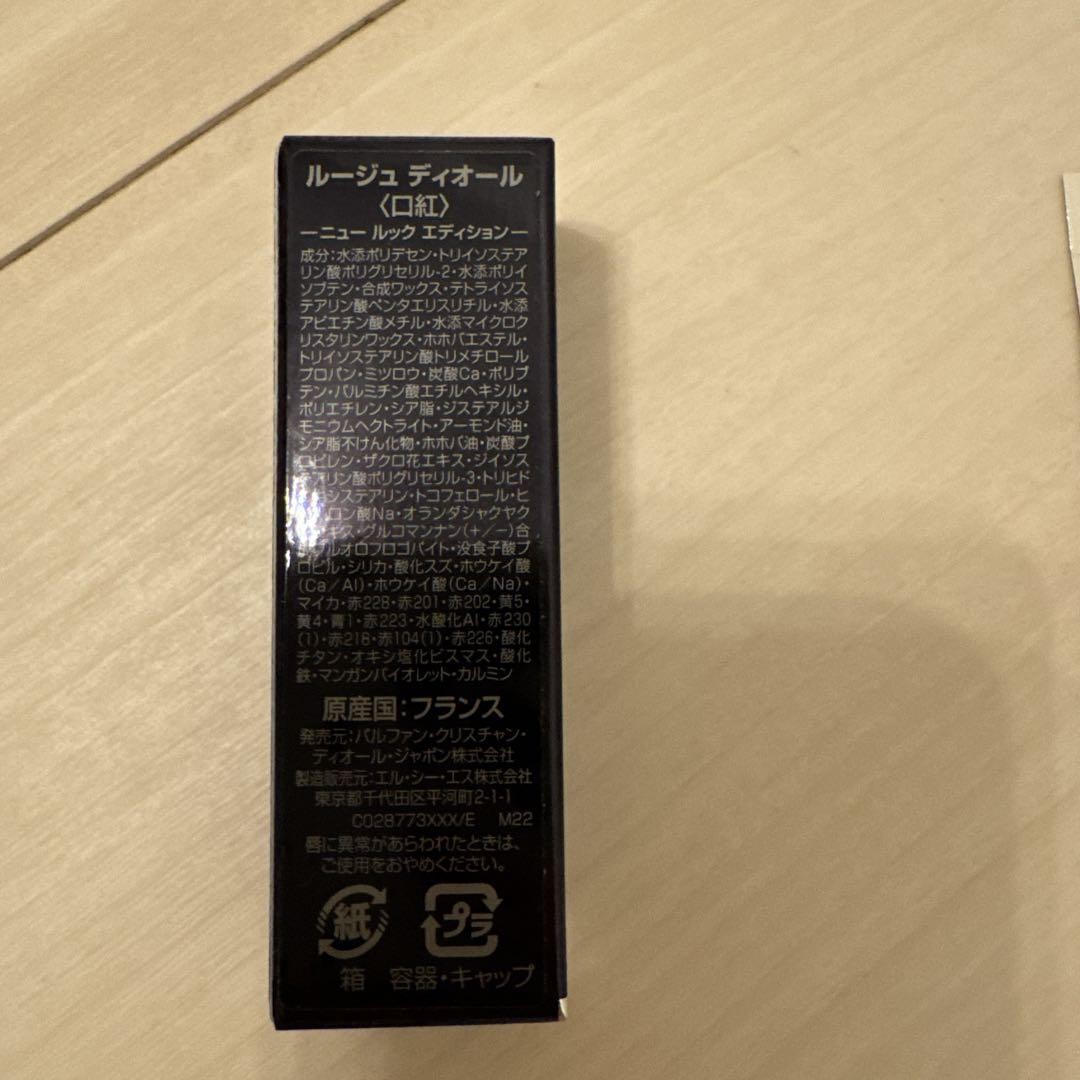 ルージュ ディオール
〈口紅〉
―ニュー ルック エディション―
成分:水添ポリデセン・トリイソステア
リン酸ポリグリセリル-2・水添ポリイ
ソブテン・合成ワックス・テトライソス
テアリン酸ペンタエリスリチル・水添
アビエチン酸メチル・水添マイクロク
リスタリンワックス・ホホバエステル・
トリイソステアリン酸トリメチロール
プロパン・ミツロウ・炭酸Ca・ポリブ
テン・パルミチン酸エチルヘキシル・
ポリエチレン・シア脂・ジステアルジ
モニウムヘクトライト・アーモンド油・
シア脂不けん化物・ホホバ油・炭酸プ
ロピレン・ザクロ花エキス・ジイソス
アリン酸ポリグリセリル-3・トリヒド
システアリン・トコフェロール・ヒ
ロン酸Na・オランダシャクヤク
キス・グルコマンナン(+/−)合
フルオロフロゴパイト・没食子酸プ
ロピル・シリカ・酸化スズ・ホウケイ酸
(Ca/Al)・ホウケイ酸(Ca/Na)・
マイカ・赤228・赤201・赤202・黄5・
黄4・青1・赤223・水酸化Al・赤230
(1)・赤218・赤104(1)・赤226・酸化
チタン・オキシ塩化ビスマス・酸化
鉄・マンガンバイオレット・カルミン
原産国:フランス
発売元:パルファン・クリスチャン・
ディオール・ジャポン株式会社
製造販売元:エル・シー・エス株式会社
東京都千代田区平河町2-1-1
C028773XXX/E M22
唇に異常があらわれたときは、
ご使用をおやめください。
紙 プラ
箱 容器・キャップ